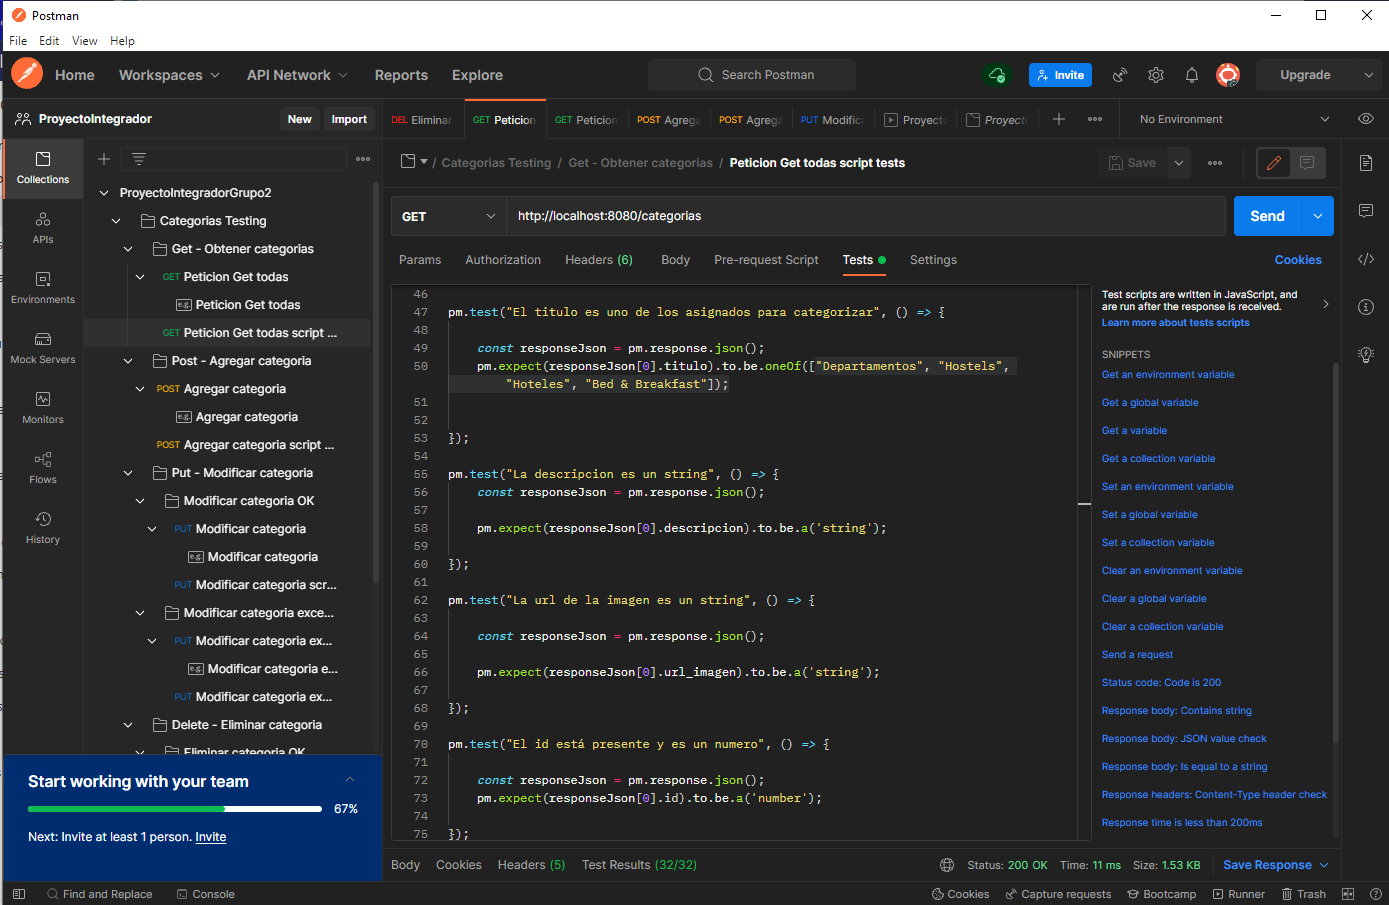 Postman
File Edit View Help
Home Workspaces API Network Reports Explore Search Postman Invite Upgrade
ProyectoIntegrador New Import
DEL Eliminar GET Peticion GET Peticion POST Agrega POST Agrega PUT Modific Proyect Proyect No Environment
Collections
APIs
Environments
Mock Servers
Monitors
Flows
History
ProyectoIntegradorGrupo2
Categorias Testing
Get - Obtener categorias
GET Peticion Get todas
e.g. Peticion Get todas
GET Peticion Get todas script ...
Post - Agregar categoria
POST Agregar categoria
e.g. Agregar categoria
POST Agregar categoria script ...
Put - Modificar categoria
Modificar categoria OK
PUT Modificar categoria
e.g. Modificar categoria
PUT Modificar categoria scr...
Modificar categoria exce...
PUT Modificar categoria ex...
e.g. Modificar categoria e...
PUT Modificar categoria ex...
Delete - Eliminar categoria
Eliminar categoria OK
Start working with your team
67%
Next: Invite at least 1 person. Invite
/ Categorias Testing / Get - Obtener categorias / Peticion Get todas script tests Save
GET http://localhost:8080/categorias Send
Params Authorization Headers (6) Body Pre-request Script Tests Settings Cookies
46
47 pm.test("El titulo es uno de los asignados para categorizar", () => {
48
49 const responseJson = pm.response.json();
50 pm.expect(responseJson[0].titulo).to.be.oneOf(["Departamentos", "Hostels",
"Hoteles", "Bed & Breakfast"]);
51
52
53 });
54
55 pm.test("La descripcion es un string", () => {
56 const responseJson = pm.response.json();
57
58 pm.expect(responseJson[0].descripcion).to.be.a('string');
59
60 });
61
62 pm.test("La url de la imagen es un string", () => {
63
64 const responseJson = pm.response.json();
65
66 pm.expect(responseJson[0].url_imagen).to.be.a('string');
67
68 });
69
70 pm.test("El id está presente y es un numero", () => {
71
72 const responseJson = pm.response.json();
73 pm.expect(responseJson[0].id).to.be.a('number');
74
75 });
Test scripts are written in JavaScript, and
are run after the response is received.
Learn more about tests scripts
SNIPPETS
Get an environment variable
Get a global variable
Get a variable
Get a collection variable
Set an environment variable
Set a global variable
Set a collection variable
Clear an environment variable
Clear a global variable
Clear a collection variable
Send a request
Status code: Code is 200
Response body: Contains string
Response body: JSON value check
Response body: Is equal to a string
Response headers: Content-Type header check
Response time is less than 200ms
Body Cookies Headers (5) Test Results (32/32) Status: 200 OK Time: 11 ms Size: 1.53 KB Save Response
Find and Replace Console Cookies Capture requests Bootcamp Runner Trash